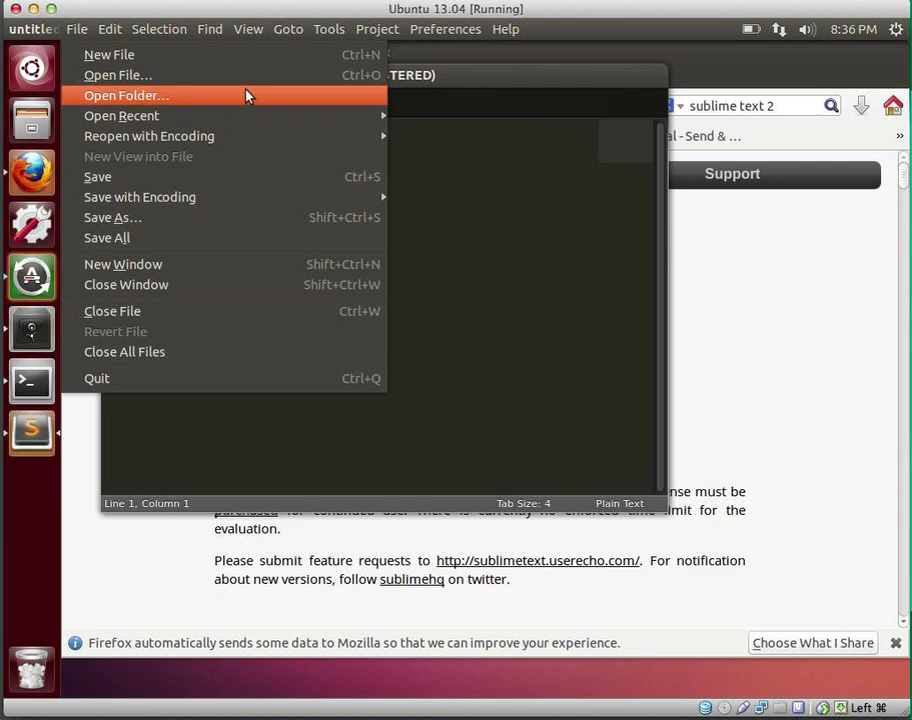 Ubuntu 13.04 [Running]
untitled File Edit Selection Find View Goto Tools Project Preferences Help 8:36 PM
New File Ctrl+N
Open File... Ctrl+O
TERED)
Open Folder...
sublime text 2
Open Recent
Reopen with Encoding
al - Send & ... »
New View into File
Save Ctrl+S
Support
Save with Encoding
Save As... Shift+Ctrl+S
Save All
New Window Shift+Ctrl+N
Close Window Shift+Ctrl+W
Close File Ctrl+W
Revert File
Close All Files
Quit Ctrl+Q
ense must be
Line 1, Column 1 Tab Size: 4 Plain Text
limit for the
evaluation.
Please submit feature requests to http://sublimetext.userecho.com/. For notification
about new versions, follow sublimehq on twitter.
Firefox automatically sends some data to Mozilla so that we can improve your experience. Choose What I Share
Left ⌘